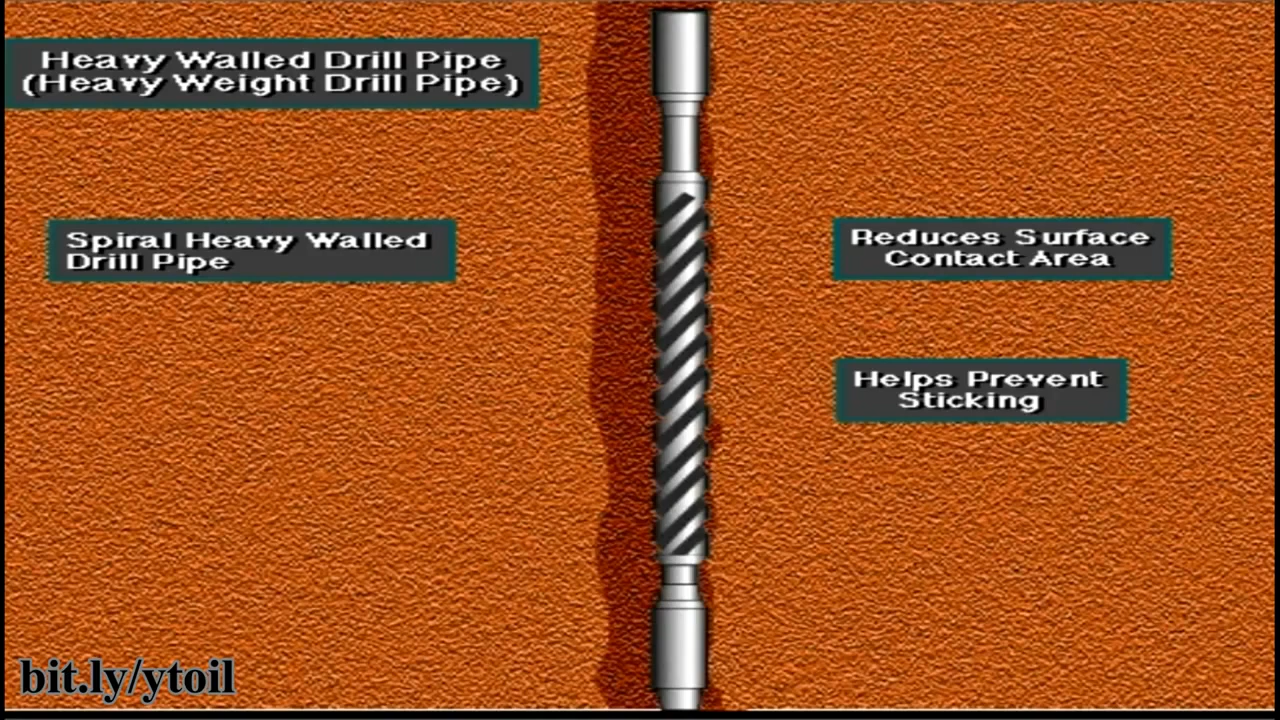 Heavy Walled Drill Pipe
(Heavy Weight Drill Pipe)
Spiral Heavy Walled
Drill Pipe
Reduces Surface
Contact Area
Helps Prevent
Sticking
bit.ly/ytoil